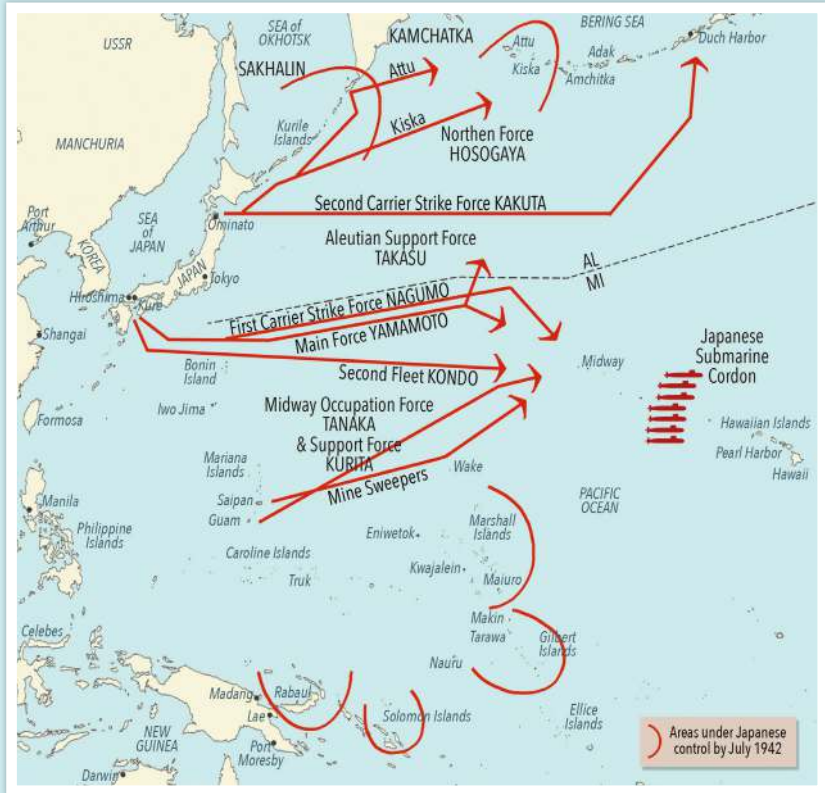 USSR
SEA of
OKHOTSK
KAMCHATKA
BERING SEA
Duch Harbor
Attu
Adak
Kiska
Amchitka
SAKHALIN
Attu
Kurile
Islands
Kiska
Northen Force
HOSOGAYA
MANCHURIA
Second Carrier Strike Force KAKUTA
Port
Arthur
SEA
of
JAPAN
Ominato
Aleutian Support Force
TAKASU
KOREA
JAPAN
Tokyo
AL
MI
Hiroshima
Kure
First Carrier Strike Force NAGUMO
Main Force YAMAMOTO
Shangai
Bonin
Island
Second Fleet KONDO
Midway
Japanese
Submarine
Cordon
Iwo Jima
Midway Occupation Force
TANAKA
& Support Force
KURITA
Formosa
Hawaiian Islands
Pearl Harbor
Hawaii
Mariana
Islands
Wake
Mine Sweepers
Saipan
Guam
PACIFIC
OCEAN
Manila
Philippine
Islands
Eniwetok
Marshall
Islands
Caroline Islands
Truk
Kwajalein
Maiuro
Makin
Tarawa
Gilbert
Islands
Celebes
Nauru
Madang
Rabaul
Lae
Solomon Islands
Ellice
Islands
NEW
GUINEA
Port
Moresby
Darwin
Areas under Japanese
control by July 1942